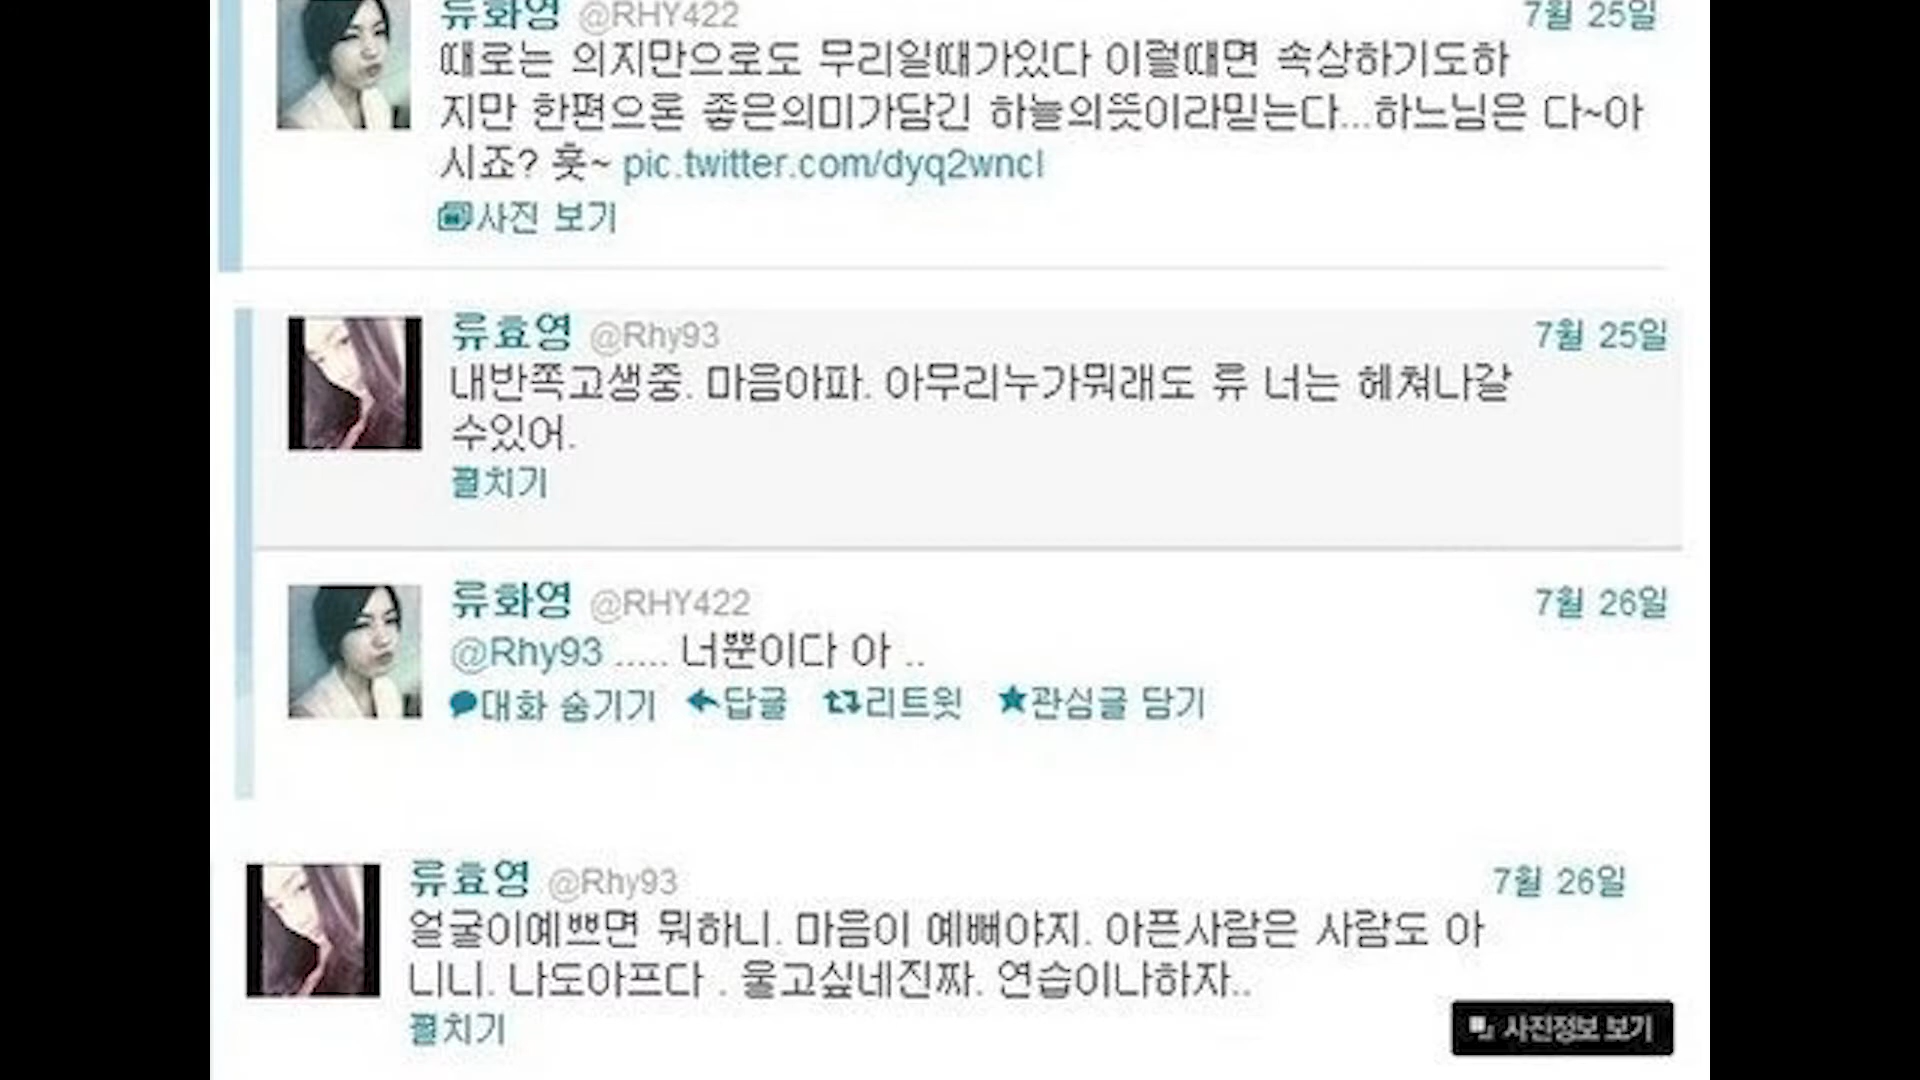 류화영 @RHY422 7월 25일
때로는 의지만으로도 무리일때가있다 이럴때면 속상하기도하
지만 한편으론 좋은의미가담긴 하늘의뜻이라믿는다...하느님은 다~아
시죠? 훗~ pic.twitter.com/dyq2wncl
사진 보기
류효영 @Rhy93 7월 25일
내반쪽고생중. 마음아파. 아무리누가뭐래도 류 너는 헤쳐나갈
수있어.
펼치기
류화영 @RHY422 7월 26일
@Rhy93 ..... 너뿐이다 아 ..
대화 숨기기 답글 리트윗 관심글 담기
류효영 @Rhy93 7월 26일
얼굴이예쁘면 뭐하니. 마음이 예뻐야지. 아픈사람은 사람도 아
니니. 나도아프다 . 울고싶네진짜. 연습이나하자..
펼치기
사진정보 보기